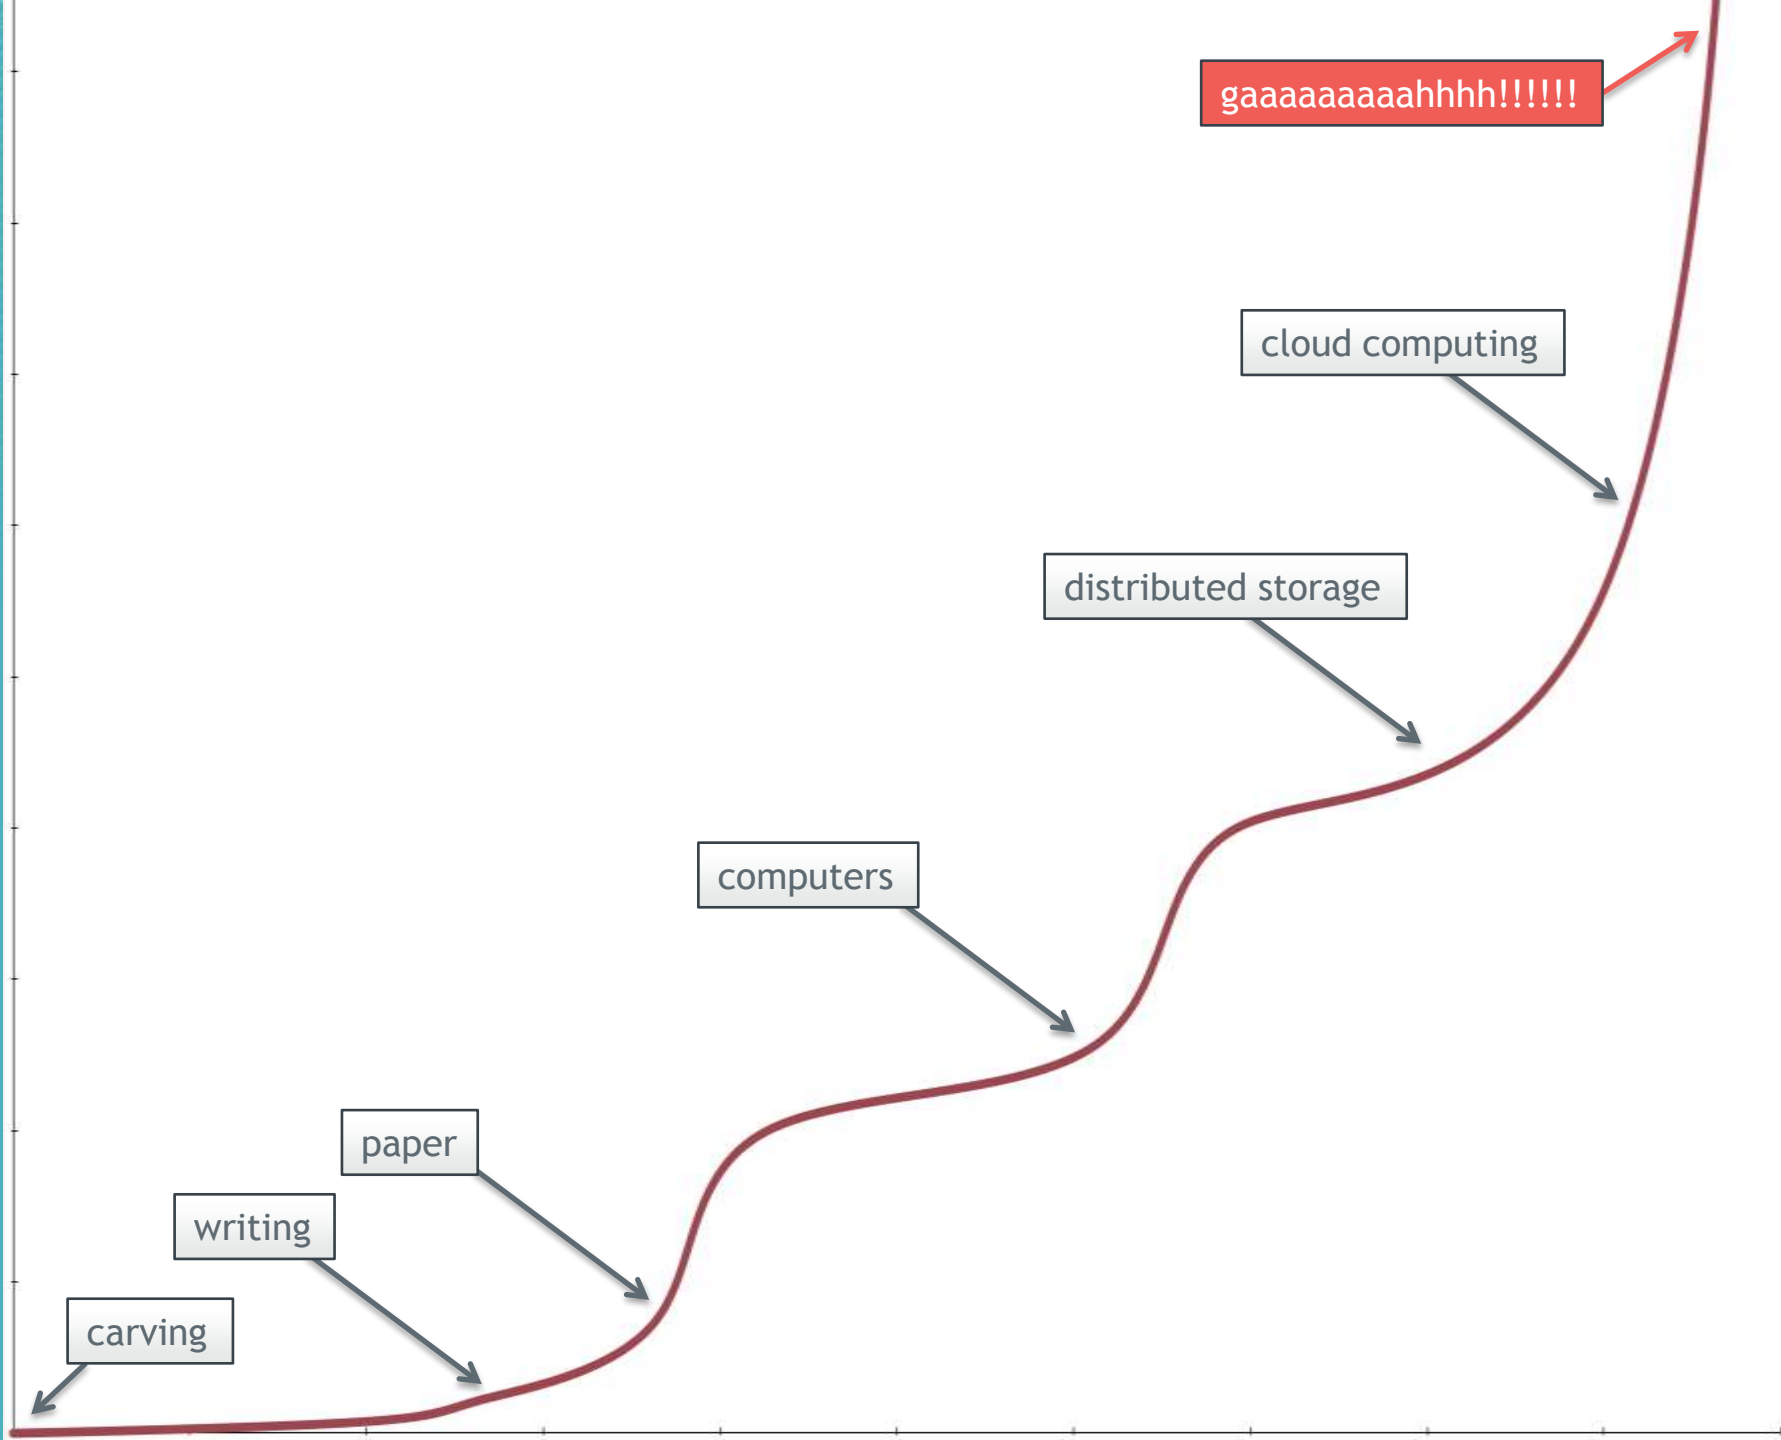 gaaaaaaaaahhhh!!!!!!
cloud computing
distributed storage
computers
paper
writing
carving